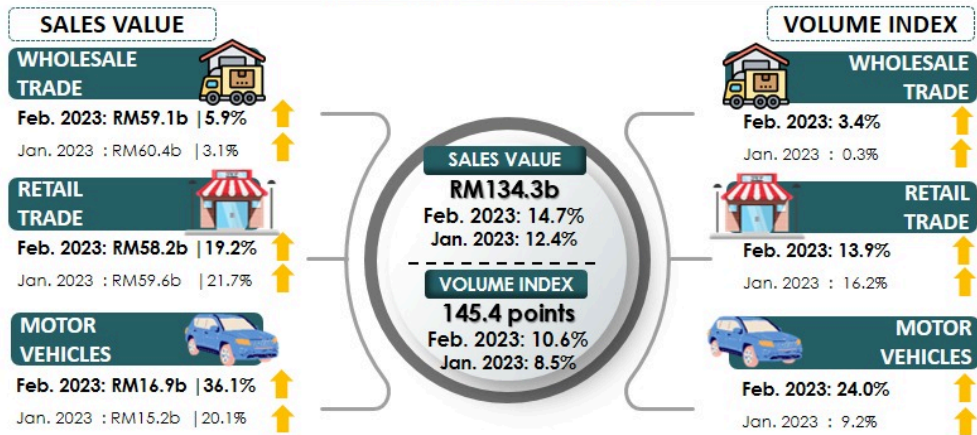 SALES VALUE
WHOLESALE
TRADE
Feb. 2023: RM59.1b |5.9%
Jan. 2023 : RM60.4b |3.1%
RETAIL
TRADE
Feb. 2023: RM58.2b |19.2%
Jan. 2023 : RM59.6b |21.7%
MOTOR
VEHICLES
Feb. 2023: RM16.9b |36.1%
Jan. 2023 : RM15.2b |20.1%
SALES VALUE
RM134.3b
Feb. 2023: 14.7%
Jan. 2023: 12.4%
VOLUME INDEX
145.4 points
Feb. 2023: 10.6%
Jan. 2023: 8.5%
VOLUME INDEX
WHOLESALE
TRADE
Feb. 2023: 3.4%
Jan. 2023 : 0.3%
RETAIL
TRADE
Feb. 2023: 13.9%
Jan. 2023 : 16.2%
MOTOR
VEHICLES
Feb. 2023: 24.0%
Jan. 2023 : 9.2%